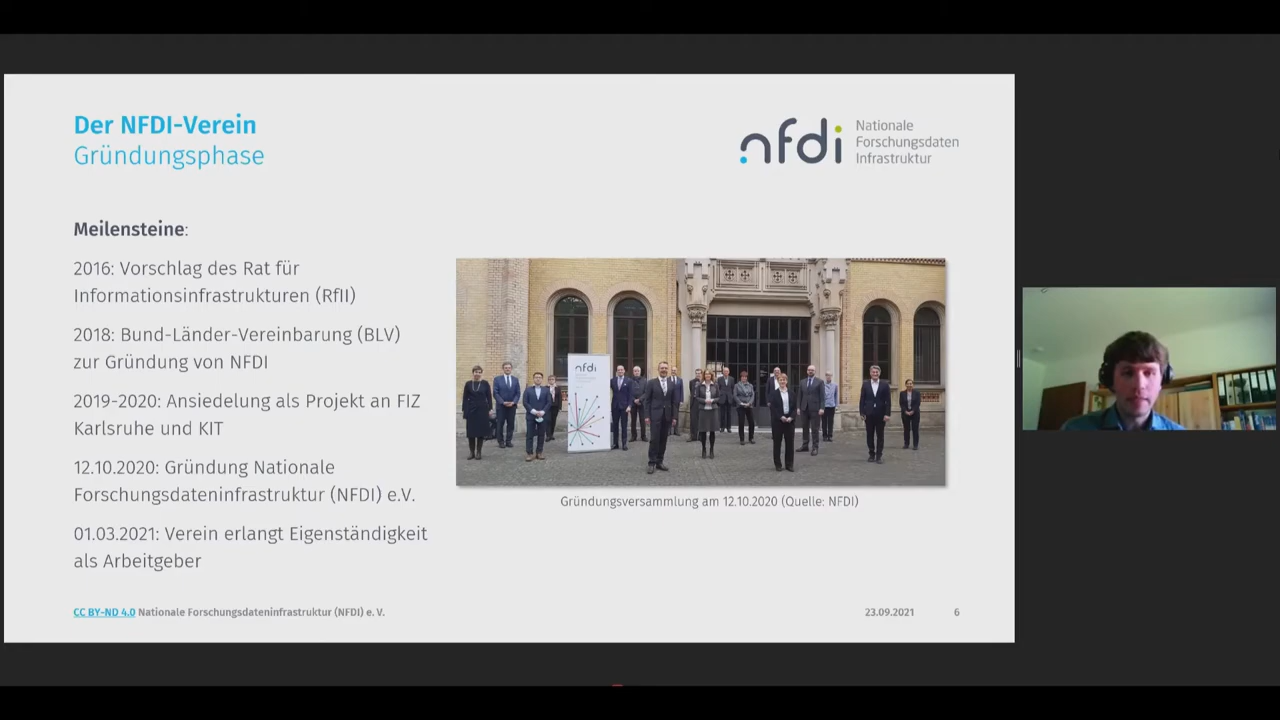 Der NFDI-Verein
Gründungsphase
nfdi
Nationale
Forschungsdaten
Infrastruktur
Meilensteine:
2016: Vorschlag des Rat für
Informationsinfrastrukturen (RfII)
2018: Bund-Länder-Vereinbarung (BLV)
zur Gründung von NFDI
2019-2020: Ansiedelung als Projekt an FIZ
Karlsruhe und KIT
12.10.2020: Gründung Nationale
Forschungsdateninfrastruktur (NFDI) e.V.
01.03.2021: Verein erlangt Eigenständigkeit
als Arbeitgeber
nfdi
Gründungsversammlung am 12.10.2020 (Quelle: NFDI)
CC BY-ND 4.0 Nationale Forschungsdateninfrastruktur (NFDI) e. V.
23.09.2021
6